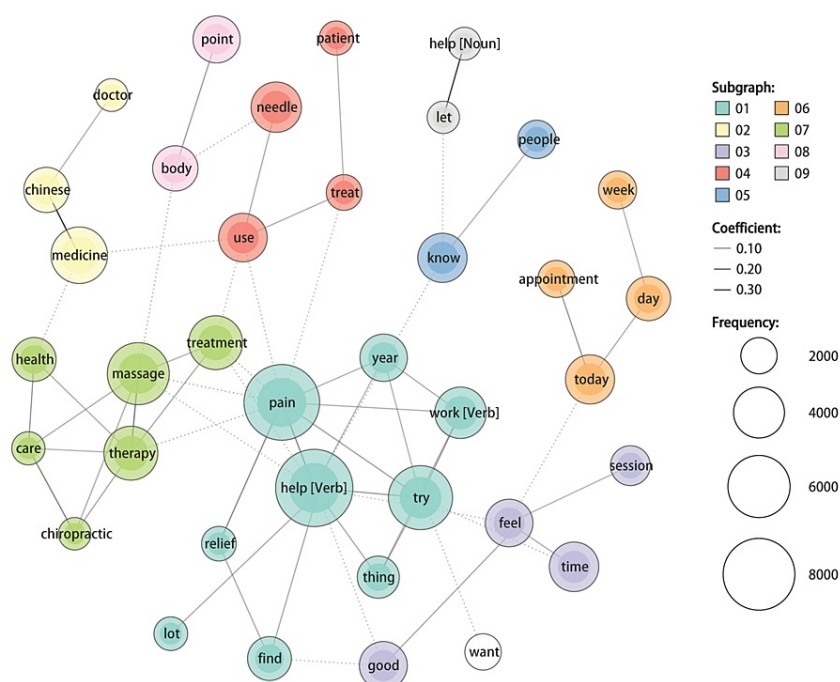 point
patient
help [Noun]
doctor
needle
let
people
body
chinese
treat
week
use
medicine
know
appointment
day
health
treatment
year
massage
today
pain
work [Verb]
care
therapy
session
help [Verb]
try
feel
chiropractic
relief
thing
time
lot
find
good
want
Subgraph:
01 06
02 07
03 08
04 09
05
Coefficient:
0.10
0.20
0.30
Frequency:
2000
4000
6000
8000